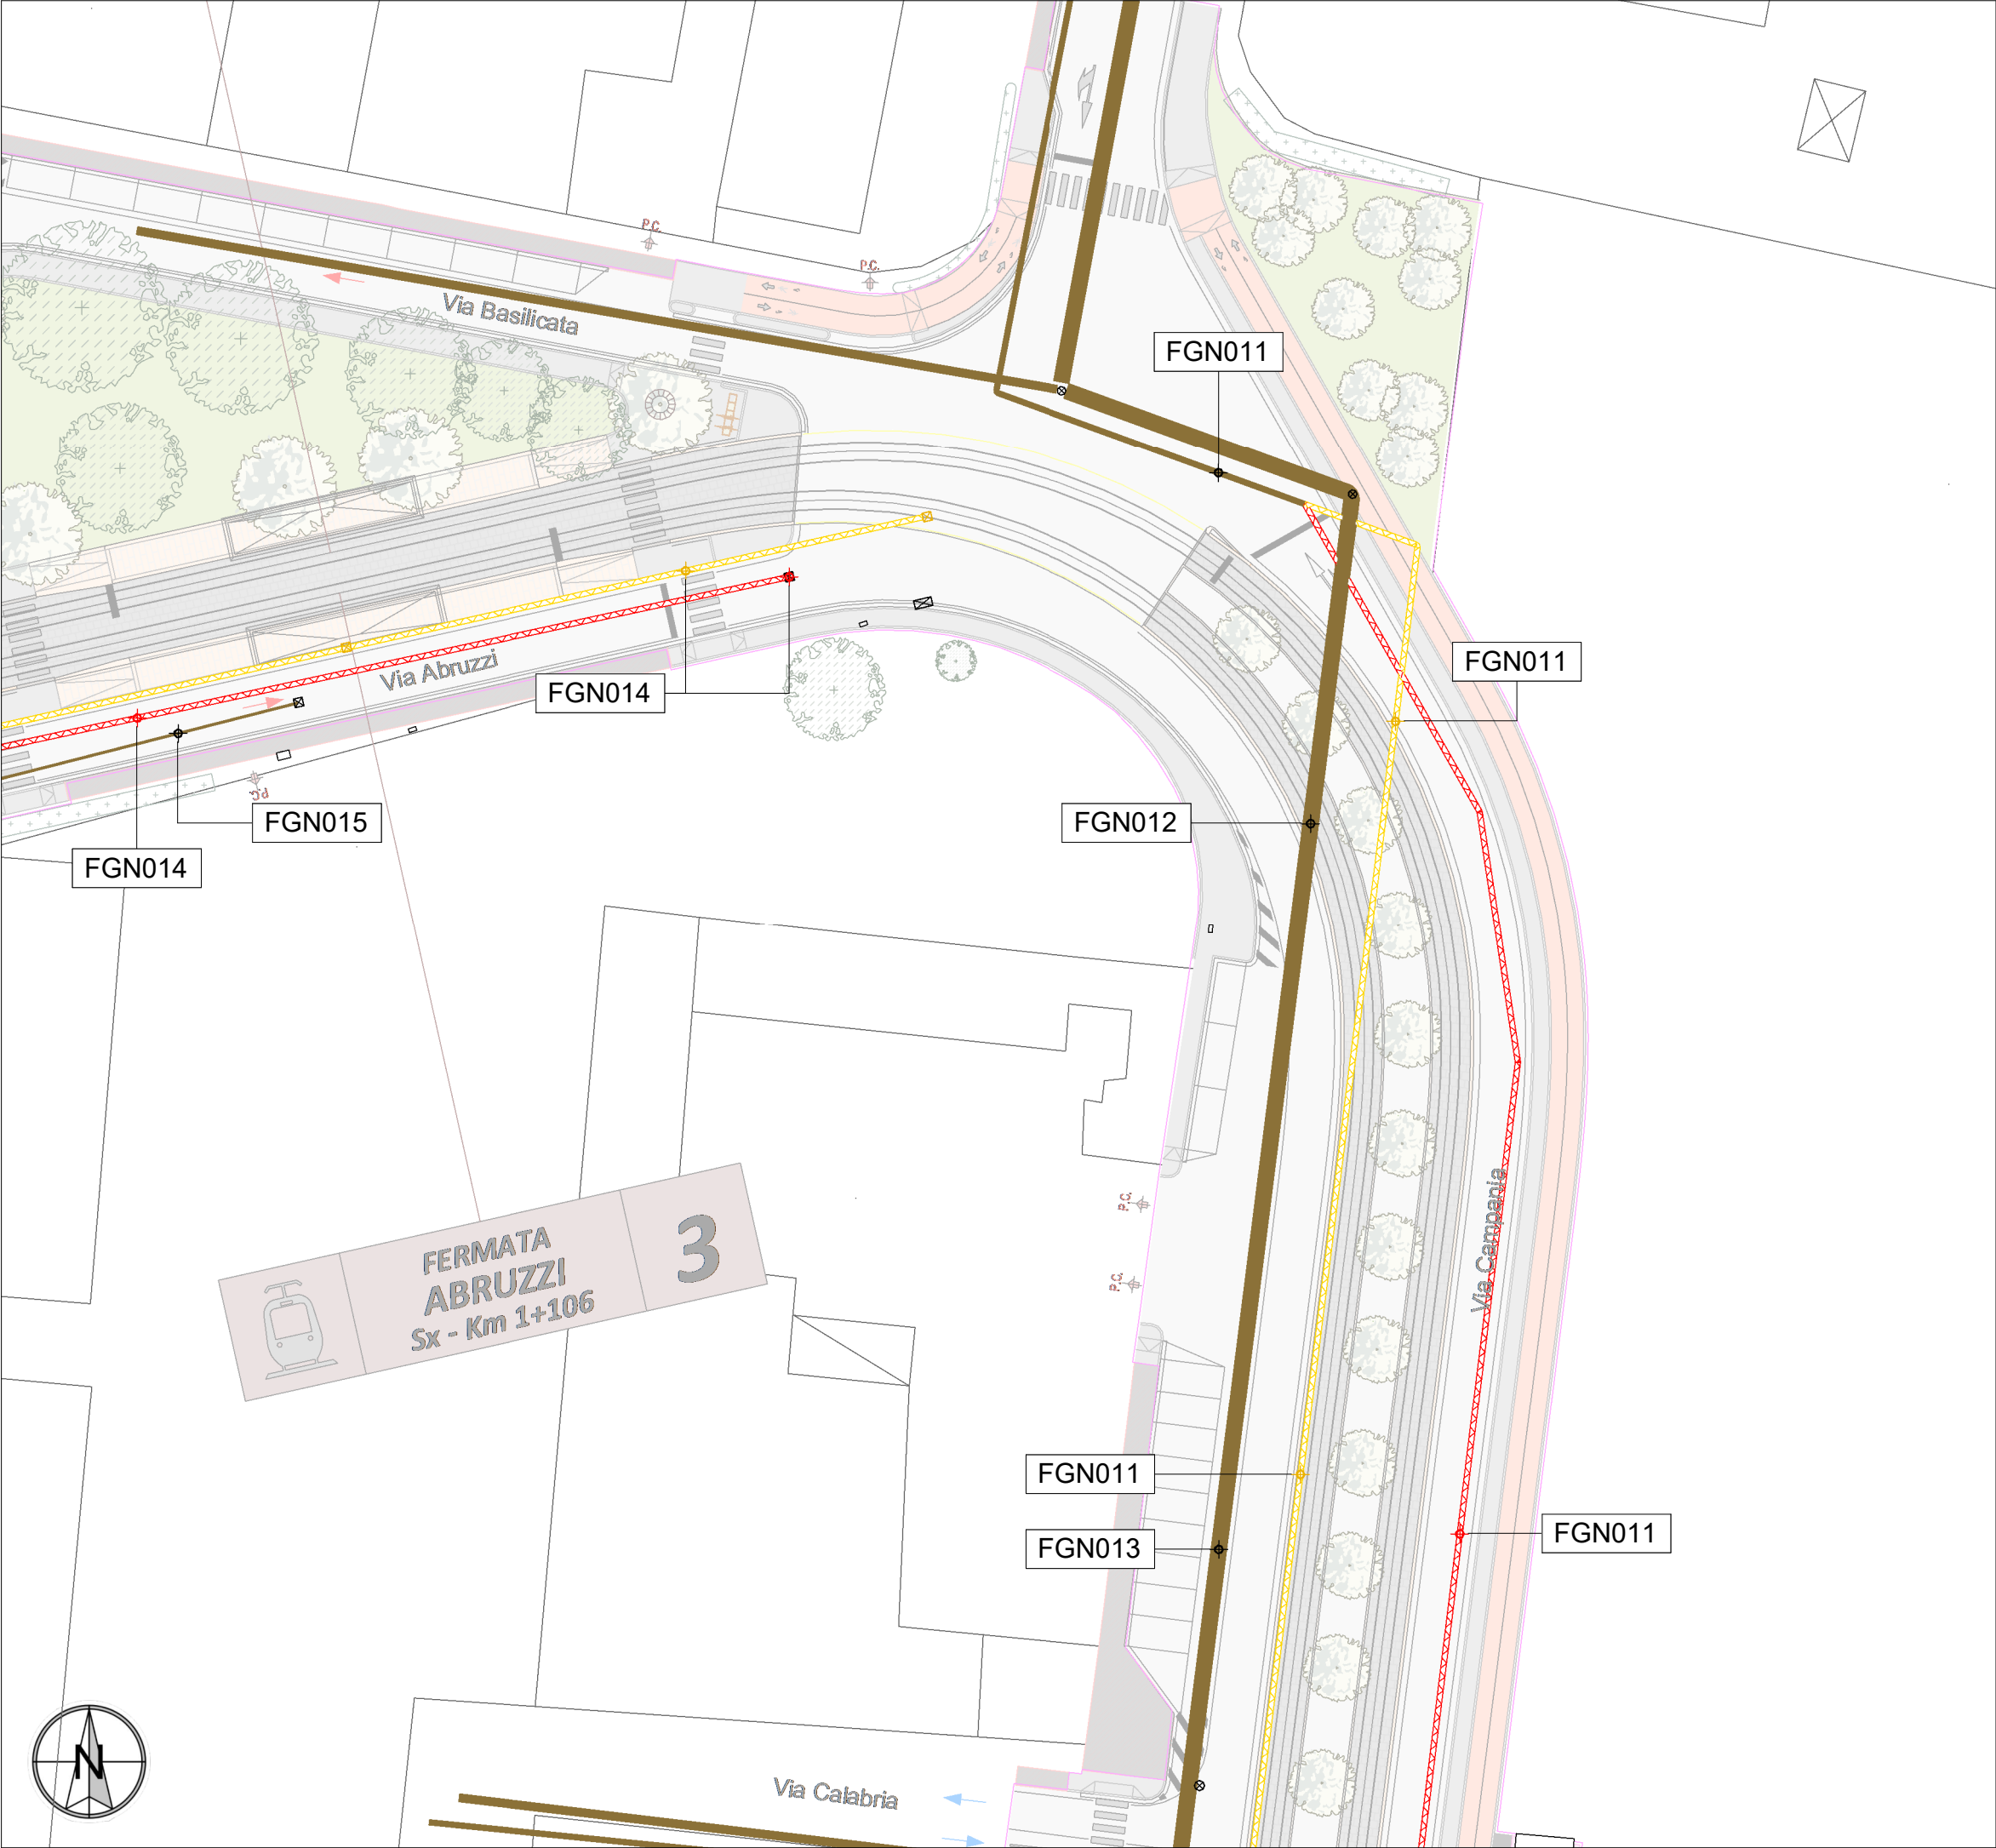 P.C.
P.C.
Via Basilicata
FGN011
FGN011
Via Abruzzi
FGN014
P.C.
FGN015
FGN012
FGN014
P.C.
Via Campania
FERMATA
ABRUZZI
Sx - Km 1+106
3
P.C.
FGN011
FGN011
FGN013
N
Via Calabria